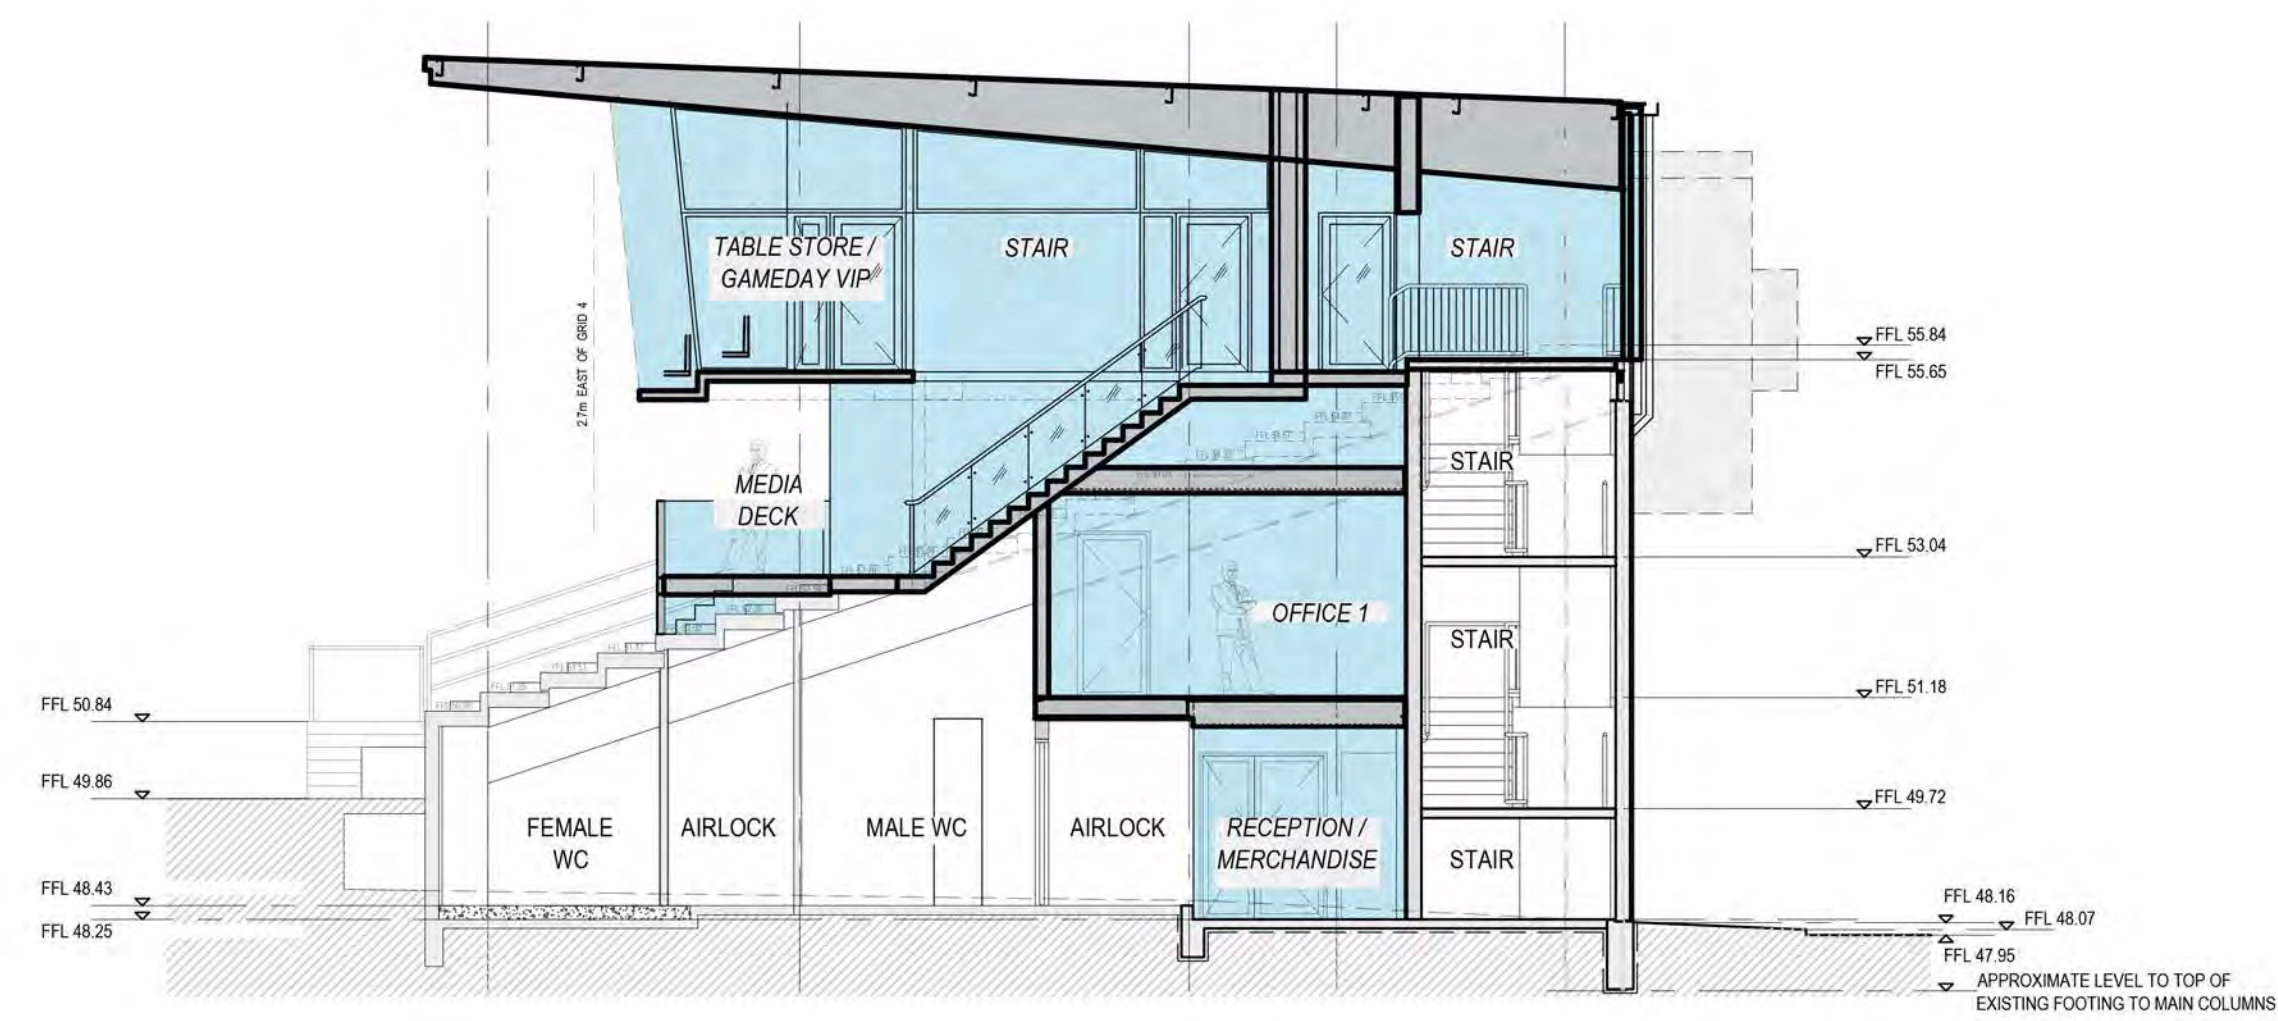 TABLE STORE /
GAMEDAY VIP
STAIR
STAIR
2.7m EAST OF GRID 4
FFL 55.84
FFL 55.65
MEDIA
DECK
STAIR
FFL 53.04
OFFICE 1
STAIR
FFL 51.18
FFL 50.84
FFL 49.86
FFL 49.72
FEMALE
WC
AIRLOCK
MALE WC
AIRLOCK
RECEPTION /
MERCHANDISE
STAIR
FFL 48.43
FFL 48.25
FFL 48.16
FFL 48.07
FFL 47.95
APPROXIMATE LEVEL TO TOP OF
EXISTING FOOTING TO MAIN COLUMNS